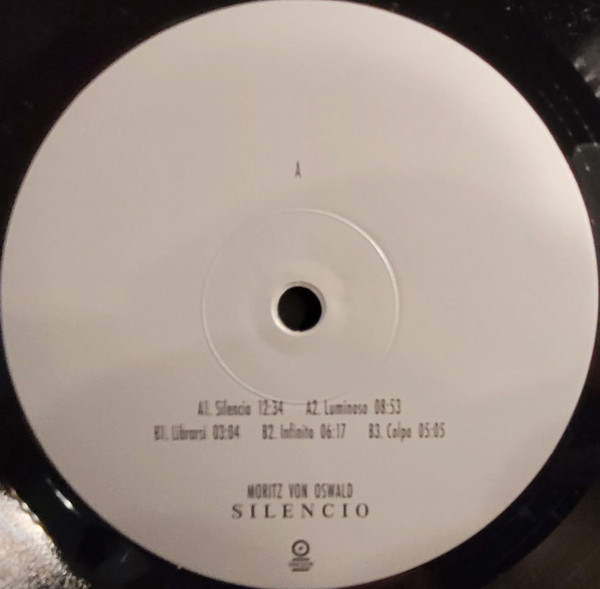 A
A1. Silencio 12:34 A2. Luminoso 08:53
B1. Librarsi 03:04 B2. Infinito 06:17 B3. Colpo 05:05
MORITZ VON OSWALD
SILENCIO